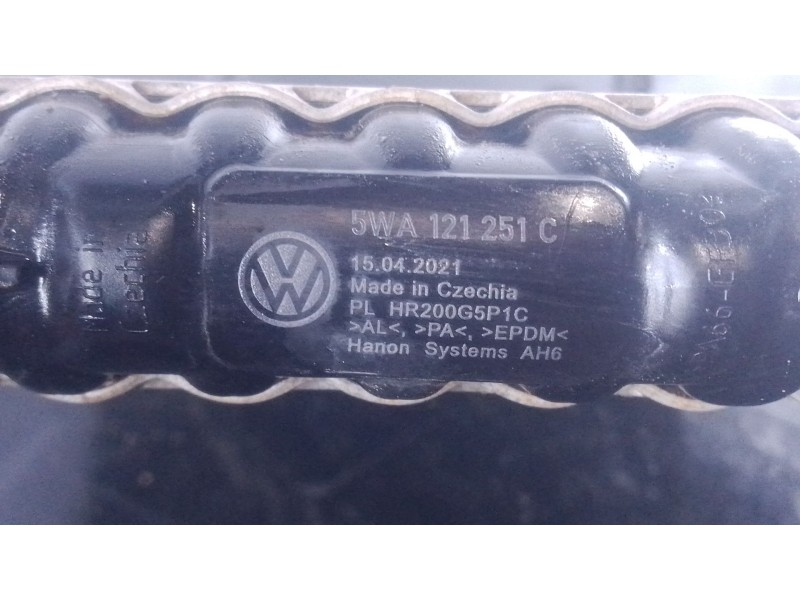 5WA 121 251 C
15.04.2021
Made in Czechia
PL HR200G5P1C
>AL<, >PA<, >EPDM<
Hanon Systems AH6
Made in
Czechia